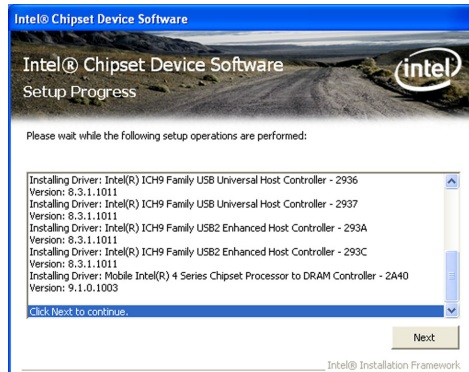 Intel® Chipset Device Software
Intel® Chipset Device Software
intel
Setup Progress
Please wait while the following setup operations are performed:
Installing Driver: Intel(R) ICH9 Family USB Universal Host Controller - 2936
Version: 8.3.1.1011
Installing Driver: Intel(R) ICH9 Family USB Universal Host Controller - 2937
Version: 8.3.1.1011
Installing Driver: Intel(R) ICH9 Family USB2 Enhanced Host Controller - 293A
Version: 8.3.1.1011
Installing Driver: Intel(R) ICH9 Family USB2 Enhanced Host Controller - 293C
Version: 8.3.1.1011
Installing Driver: Mobile Intel(R) 4 Series Chipset Processor to DRAM Controller - 2A40
Version: 9.1.0.1003
Click Next to continue.
Next
Intel® Installation Framework